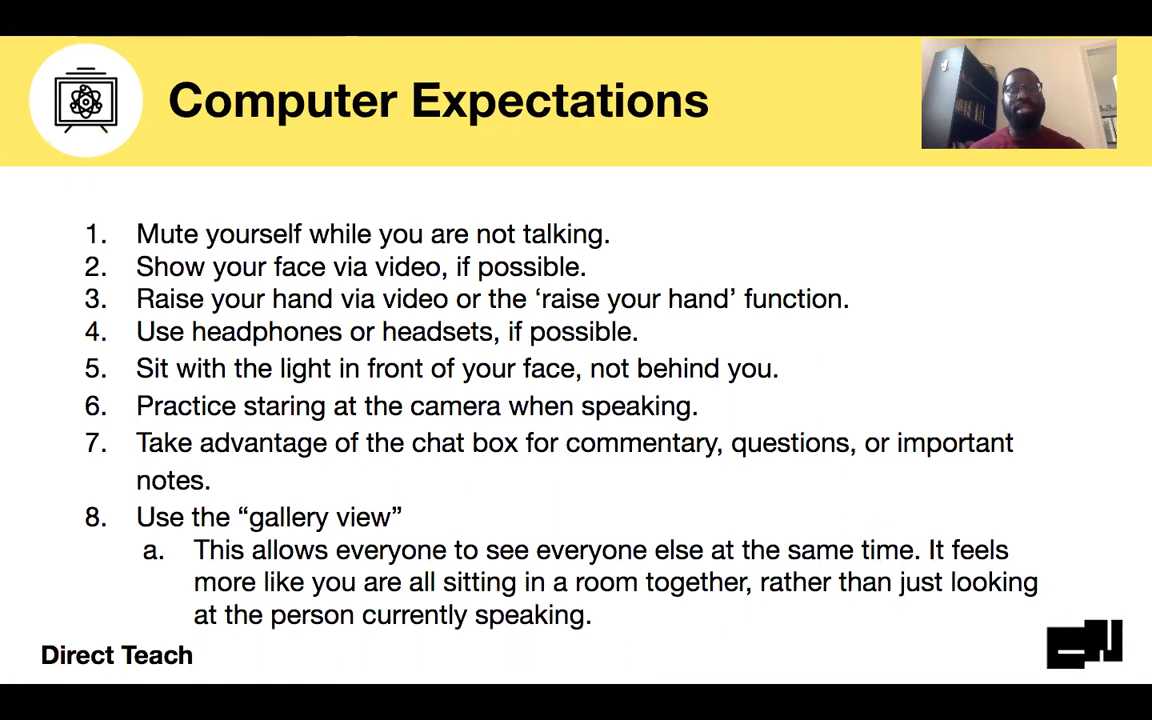 Computer Expectations
1. Mute yourself while you are not talking.
2. Show your face via video, if possible.
3. Raise your hand via video or the ‘raise your hand’ function.
4. Use headphones or headsets, if possible.
5. Sit with the light in front of your face, not behind you.
6. Practice staring at the camera when speaking.
7. Take advantage of the chat box for commentary, questions, or important
notes.
8. Use the “gallery view”
a. This allows everyone to see everyone else at the same time. It feels
more like you are all sitting in a room together, rather than just looking
at the person currently speaking.
Direct Teach